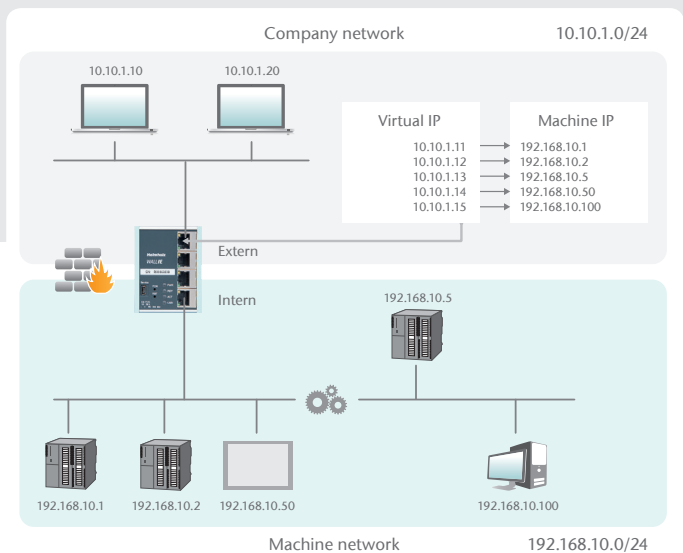 Company network 10.10.1.0/24
10.10.1.10 10.10.1.20
Virtual IP Machine IP
10.10.1.11 192.168.10.1
10.10.1.12 192.168.10.2
10.10.1.13 192.168.10.5
10.10.1.14 192.168.10.50
10.10.1.15 192.168.10.100
WALL IE
Extern
Intern
192.168.10.5
192.168.10.1 192.168.10.2 192.168.10.50 192.168.10.100
Machine network 192.168.10.0/24